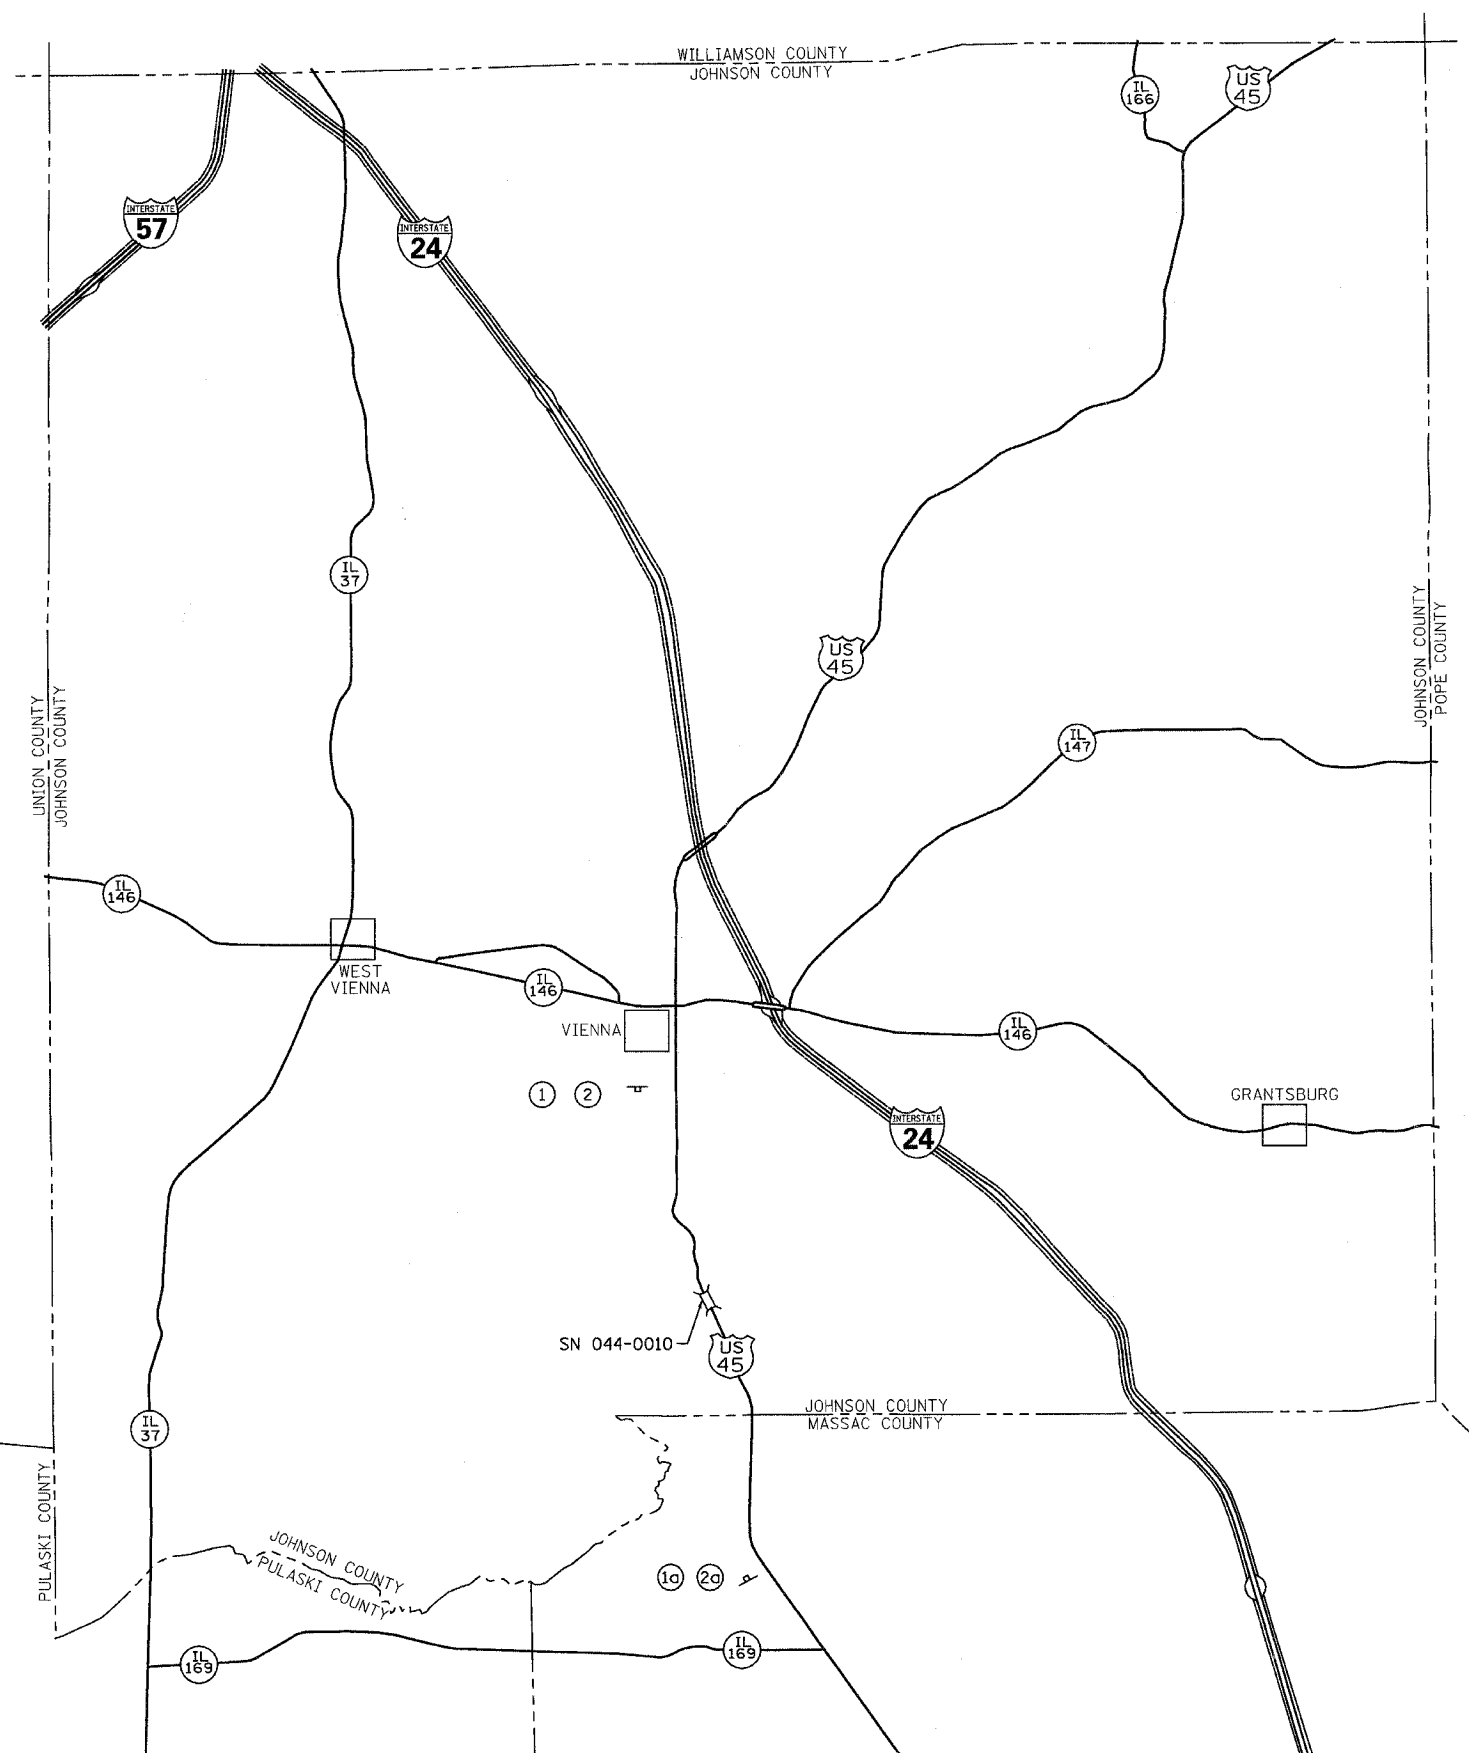 WILLIAMSON COUNTY
JOHNSON COUNTY
IL
166
US
45
INTERSTATE
57
INTERSTATE
24
IL
37
US
45
JOHNSON COUNTY
POPE COUNTY
UNION COUNTY
JOHNSON COUNTY
IL
147
IL
146
WEST
VIENNA
IL
146
VIENNA
IL
146
1
2
GRANTSBURG
INTERSTATE
24
SN 044-0010
US
45
JOHNSON COUNTY
MASSAC COUNTY
IL
37
PULASKI COUNTY
JOHNSON COUNTY
PULASKI COUNTY
1a
2a
IL
169
IL
169